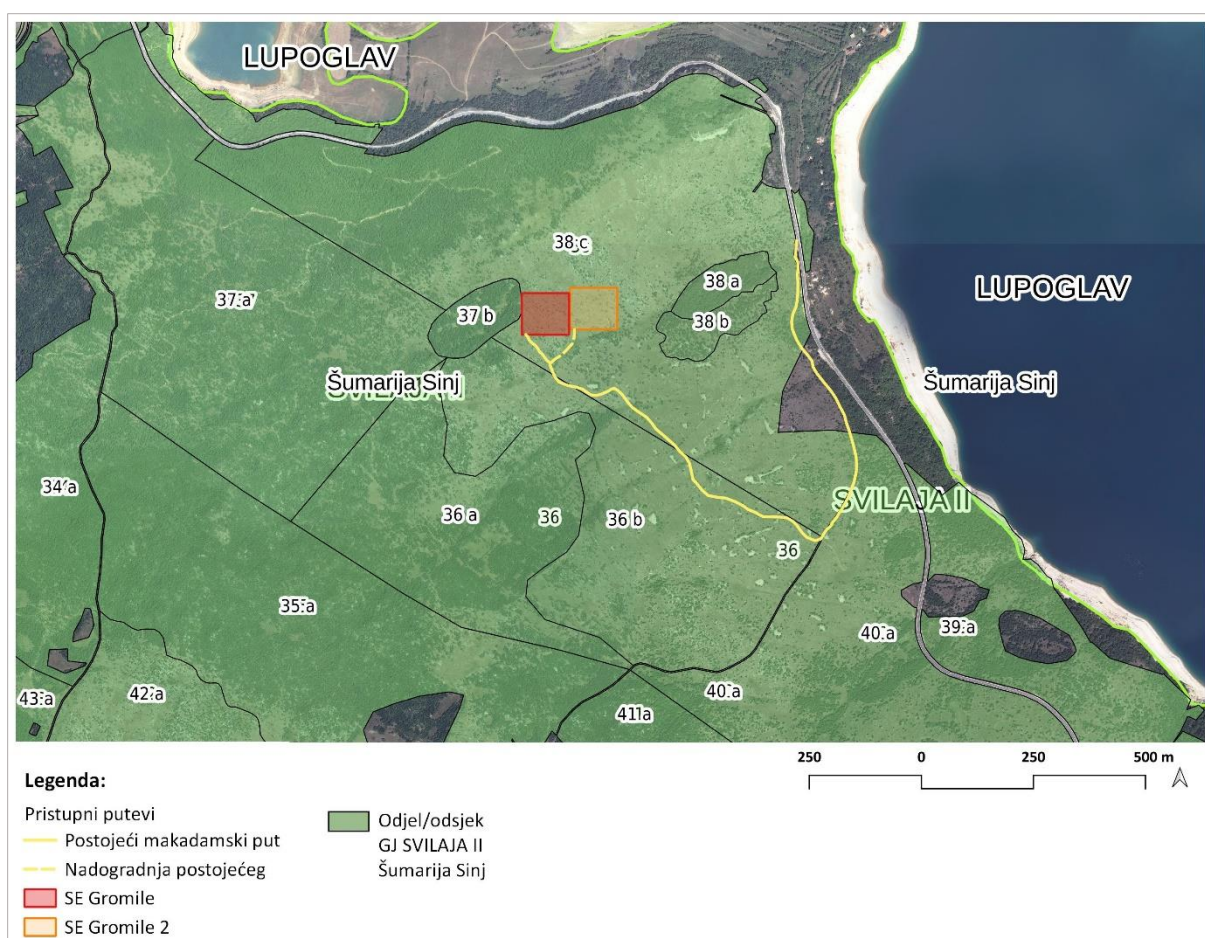 LUPOGLAV
38 c
37 a
38 a
LUPOGLAV
37 b
38 b
Šumarija Sinj
SVILAJA II
Šumarija Sinj
34 a
36 a
36
36 b
SVILAJA II
36
35 a
40 a
39 a
43 a
42 a
40 a
41 a
250 0 250 500 m
Legenda:
Pristupni putevi
Postojeći makadamski put
Nadogradnja postojećeg
SE Gromile
SE Gromile 2
Odjel/odsjek
GJ SVILAJA II
Šumarija Sinj